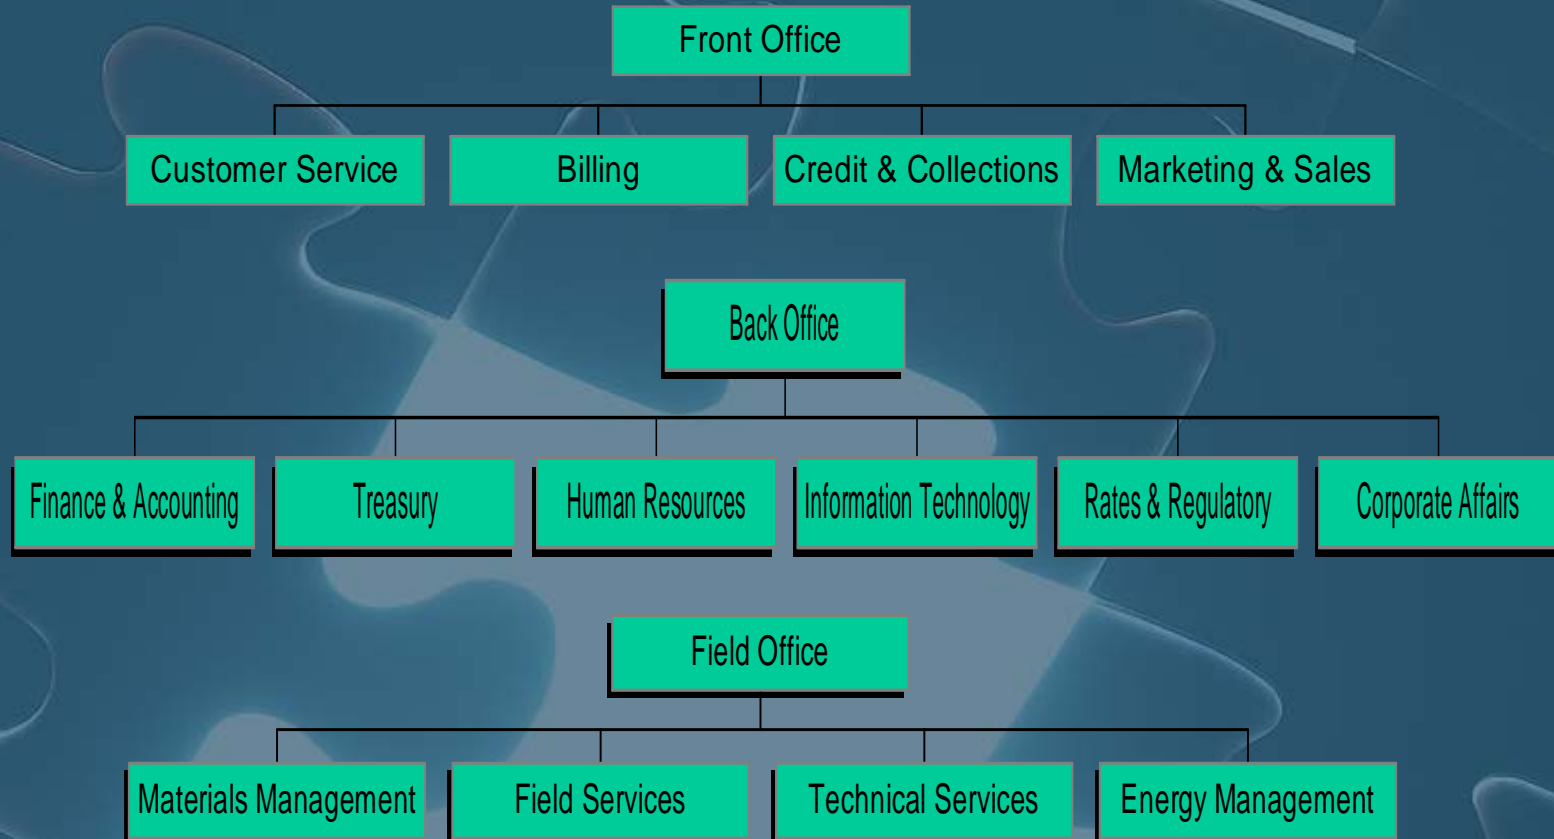 Front Office
Customer Service
Billing
Credit & Collections
Marketing & Sales
Back Office
Finance & Accounting
Treasury
Human Resources
Information Technology
Rates & Regulatory
Corporate Affairs
Field Office
Materials Management
Field Services
Technical Services
Energy Management